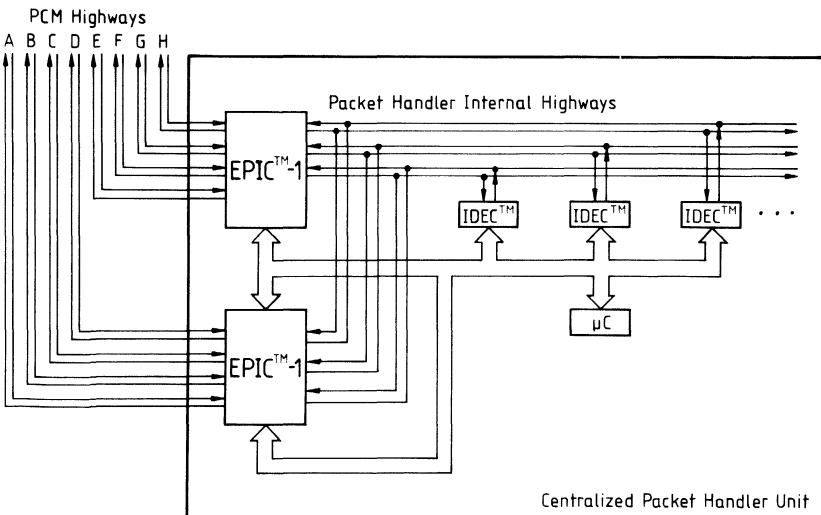 PCM Highways
A B C D E F G H
Packet Handler Internal Highways
EPIC™-1
IDEC™ IDEC™ IDEC™ . . .
µC
EPIC™-1
Centralized Packet Handler Unit